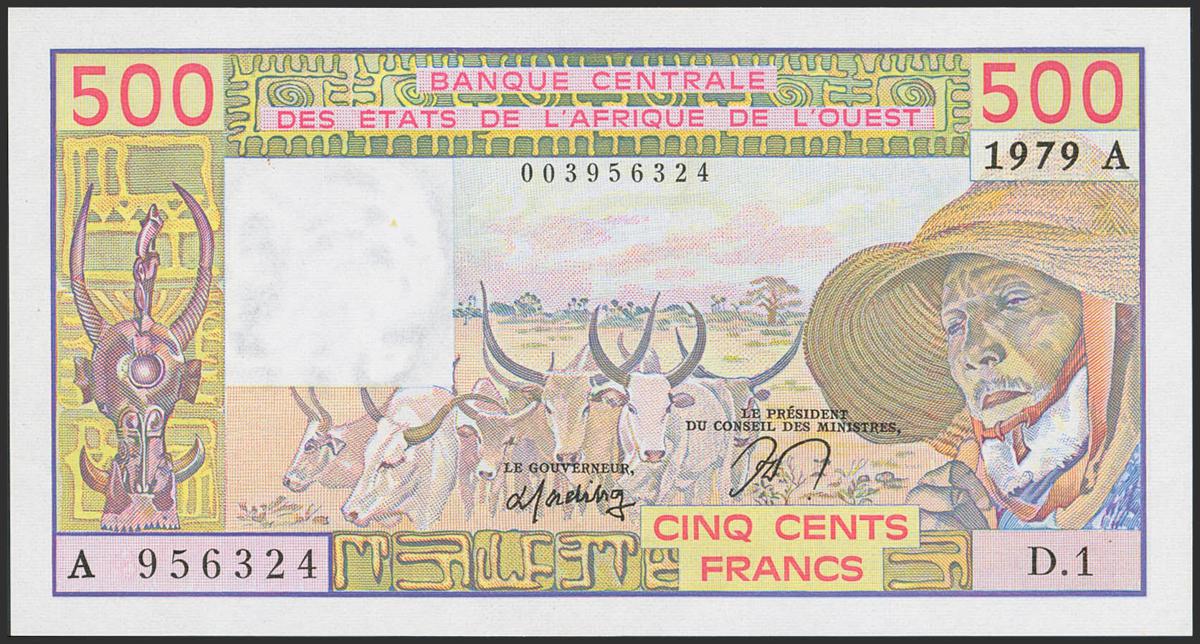 500
BANQUE CENTRALE
DES ÉTATS DE L'AFRIQUE DE L'OUEST
500
1979 A
003956324
LE PRÉSIDENT
DU CONSEIL DES MINISTRES,
LE GOUVERNEUR,
CINQ CENTS
FRANCS
A 956324
D.1